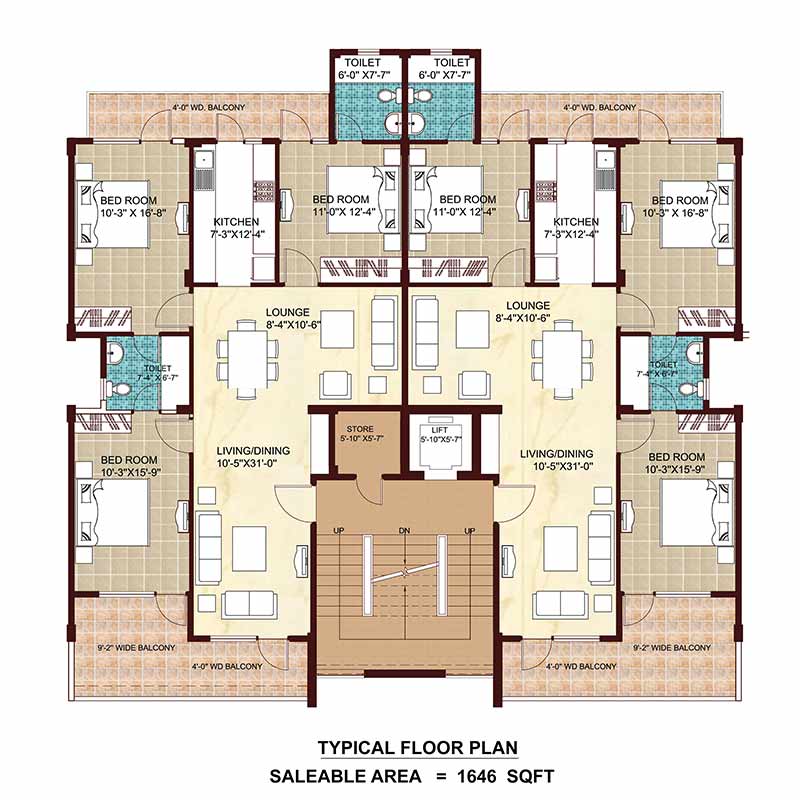 TOILET
6'-0" X7'-7"
TOILET
6'-0" X7'-7"
4'-0" WD. BALCONY
4'-0" WD. BALCONY
BED ROOM
10'-3" X 16'-8"
KITCHEN
7'-3"X12'-4"
BED ROOM
11'-0"X 12'-4"
BED ROOM
11'-0"X 12'-4"
KITCHEN
7'-3"X12'-4"
BED ROOM
10'-3" X 16'-8"
LOUNGE
8'-4"X10'-6"
LOUNGE
8'-4"X10'-6"
TOILET
7'-4" X 6'-7"
TOILET
7'-4" X 6'-7"
STORE
5'-10" X5'-7"
LIFT
5'-10"X5'-7"
BED ROOM
10'-3"X15'-9"
LIVING/DINING
10'-5"X31'-0"
LIVING/DINING
10'-5"X31'-0"
BED ROOM
10'-3"X15'-9"
UP
DN
UP
9'-2" WIDE BALCONY
4'-0" WD BALCONY
4'-0" WD BALCONY
9'-2" WIDE BALCONY
TYPICAL FLOOR PLAN
SALEABLE AREA = 1646 SQFT